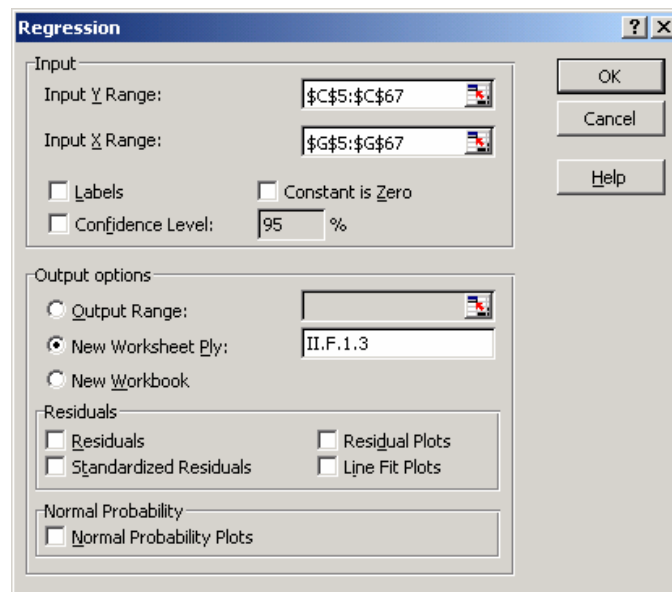 Regression
Input
Input Y Range: $C$5:$C$67
Input X Range: $G$5:$G$67
Labels Constant is Zero
Confidence Level: 95 %
OK
Cancel
Help
Output options
Output Range:
New Worksheet Ply: II.F.1.3
New Workbook
Residuals
Residuals Residual Plots
Standardized Residuals Line Fit Plots
Normal Probability
Normal Probability Plots